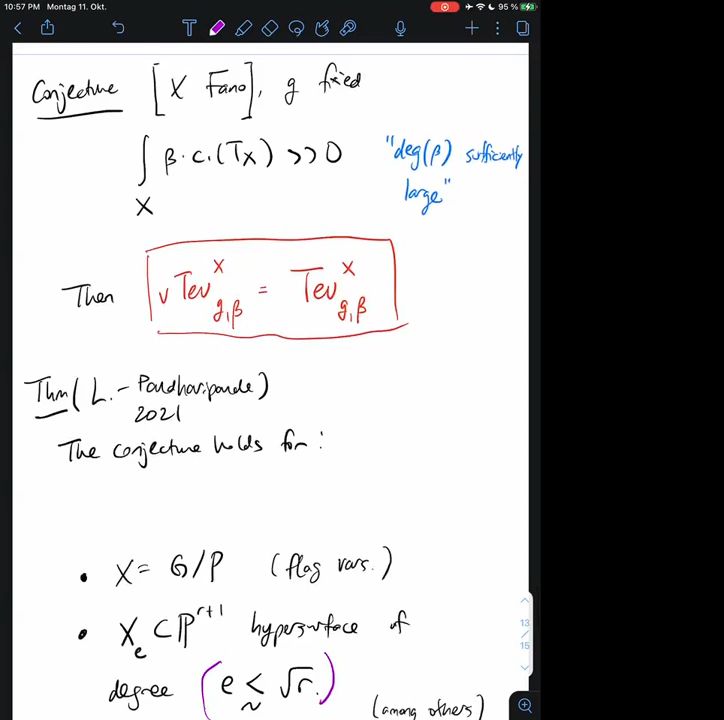 10:57 PM Montag 11. Okt.
95 %
Conjecture [X Fano], g fixed
∫_X β·c₁(T_X) >> 0 "deg(β) sufficiently
large"
Then vTev^X_{g,β} = Tev^X_{g,β}
Thm (L. - Pandharipande)
2021
The conjecture holds for:
• X = G/P (flag vars.)
• X_e ⊂ ℙ^{r+1} hypersurface of
degree (e ≲ √r.)
(among others)
13
/
15